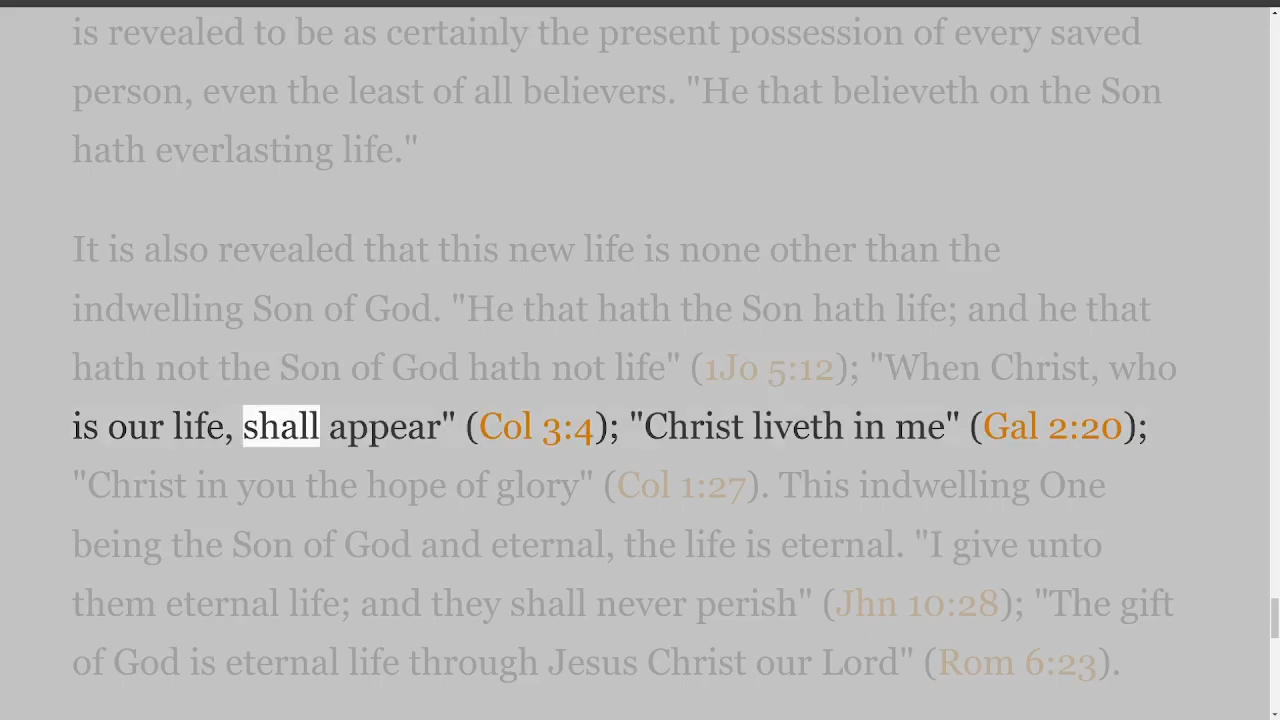 is revealed to be as certainly the present possession of every saved
person, even the least of all believers. "He that believeth on the Son
hath everlasting life."
It is also revealed that this new life is none other than the
indwelling Son of God. "He that hath the Son hath life; and he that
hath not the Son of God hath not life" (1Jo 5:12); "When Christ, who
is our life, shall appear" (Col 3:4); "Christ liveth in me" (Gal 2:20);
"Christ in you the hope of glory" (Col 1:27). This indwelling One
being the Son of God and eternal, the life is eternal. "I give unto
them eternal life; and they shall never perish" (Jhn 10:28); "The gift
of God is eternal life through Jesus Christ our Lord" (Rom 6:23).